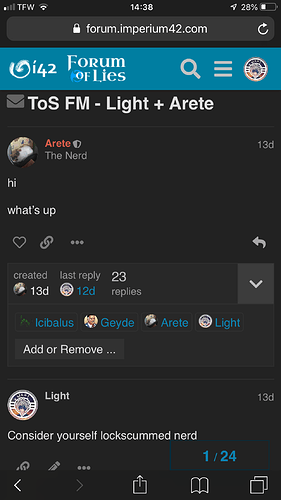 TFW 14:38 28%
forum.imperium42.com
i42 FORUM OF LIES
ToS FM - Light + Arete
Arete 13d
The Nerd
hi
what's up
created last reply 23
13d 12d replies
Icibalus Geyde Arete Light
Add or Remove ...
Light 13d
Consider yourself lockscummed nerd
1 / 24